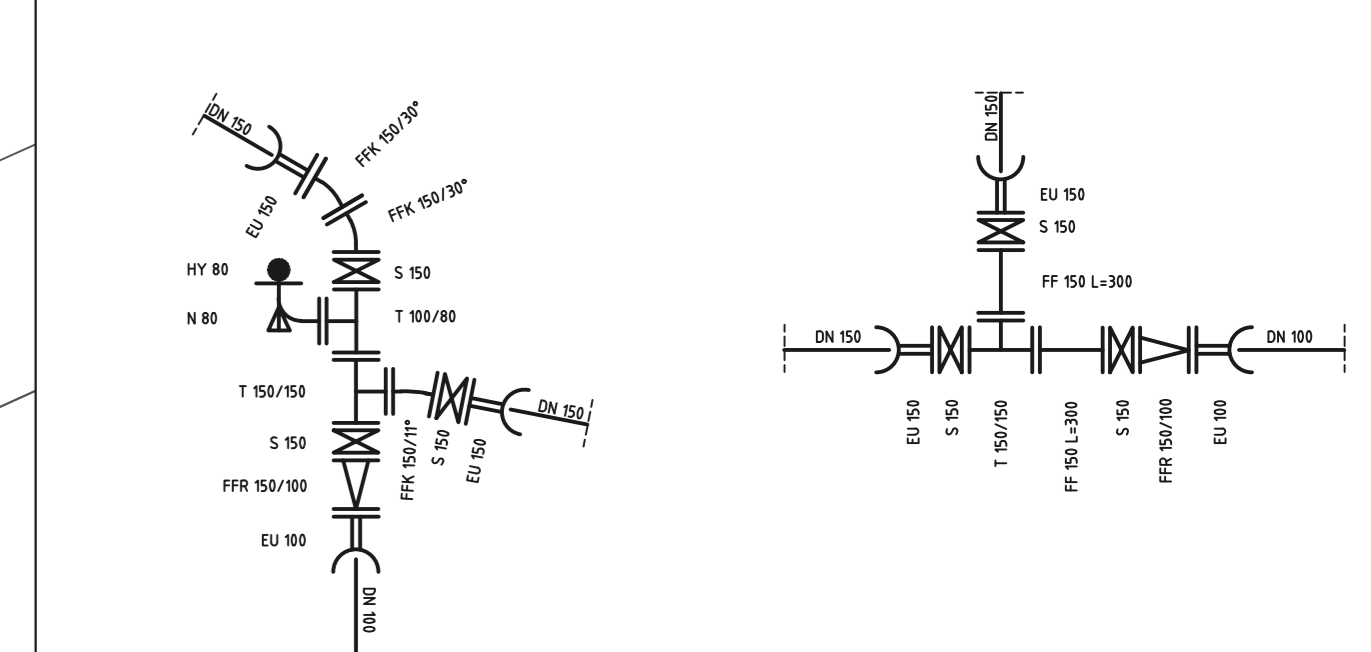 DN 150
FFK 150/30°
FFK 150/30°
EU 150
HY 80
S 150
N 80
T 100/80
T 150/150
DN 150
S 150
FFK 150/11°
S 150
EU 150
FFR 150/100
EU 100
DN 100
DN 150
EU 150
S 150
FF 150 L=300
DN 150
DN 100
EU 150
S 150
T 150/150
FF 150 L=300
S 150
FFR 150/100
EU 100